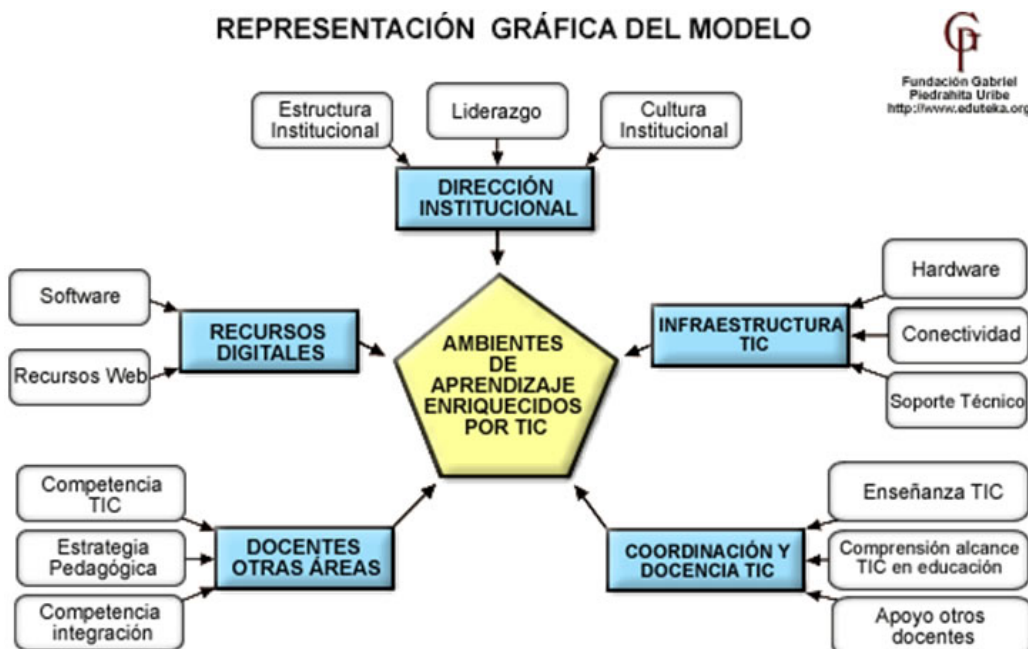 REPRESENTACIÓN GRÁFICA DEL MODELO
Fundación Gabriel
Piedrahita Uribe
http://www.eduteka.org
Estructura
Institucional
Liderazgo
Cultura
Institucional
DIRECCIÓN
INSTITUCIONAL
Software
Recursos Web
RECURSOS
DIGITALES
AMBIENTES
DE
APRENDIZAJE
ENRIQUECIDOS
POR TIC
INFRAESTRUCTURA
TIC
Hardware
Conectividad
Soporte Técnico
Competencia
TIC
Estrategia
Pedagógica
Competencia
integración
DOCENTES
OTRAS ÁREAS
COORDINACIÓN Y
DOCENCIA TIC
Enseñanza TIC
Comprensión alcance
TIC en educación
Apoyo otros
docentes